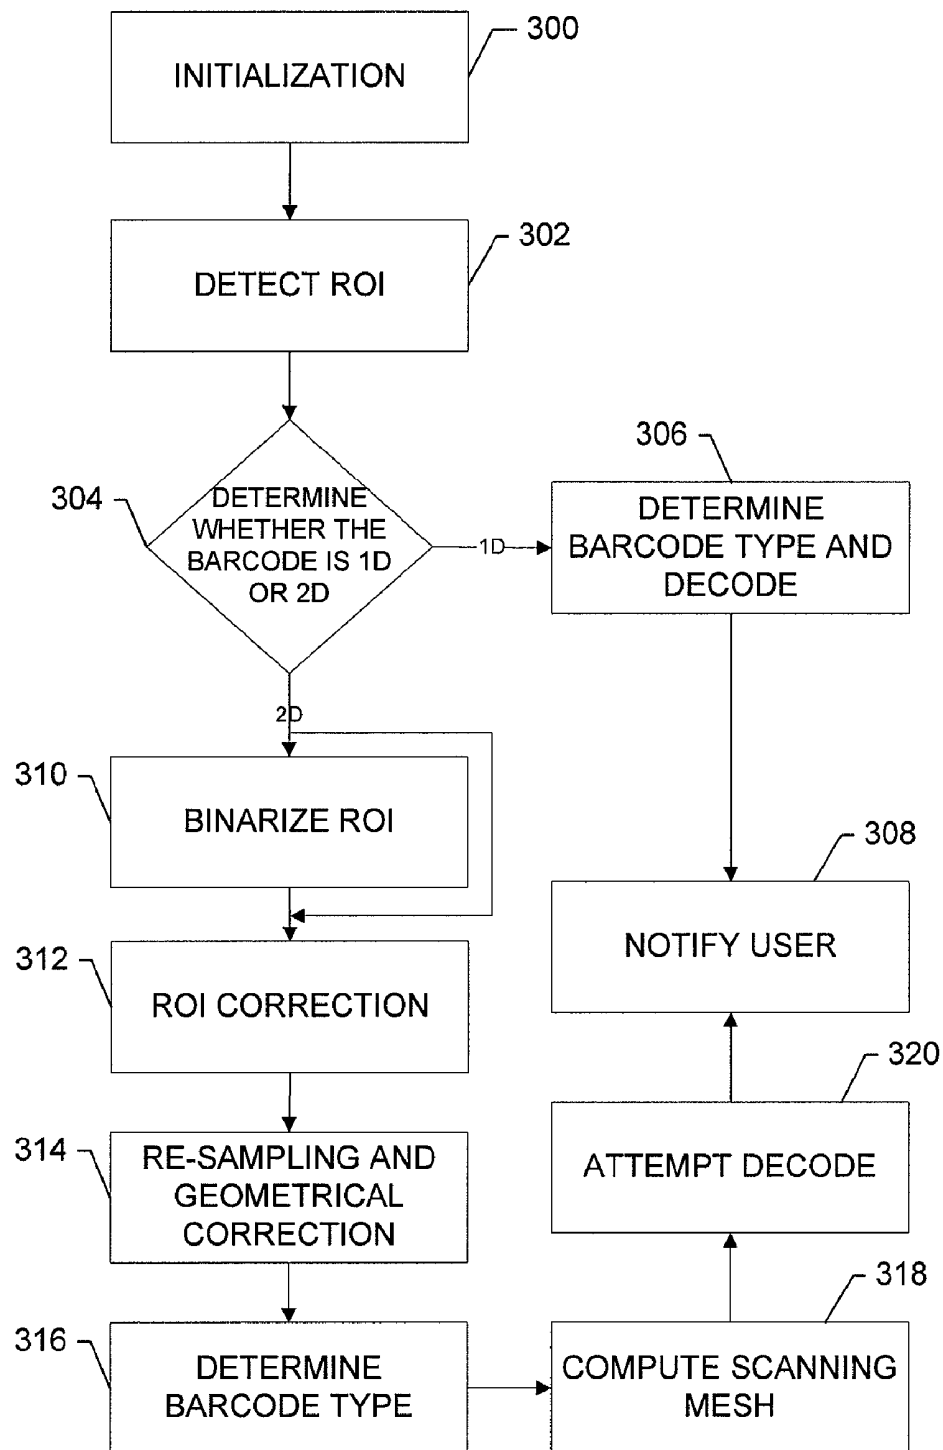 300
INITIALIZATION
302
DETECT ROI
304
DETERMINE
WHETHER THE
BARCODE IS 1D
OR 2D
1D
306
DETERMINE
BARCODE TYPE AND
DECODE
2D
310
BINARIZE ROI
308
NOTIFY USER
312
ROI CORRECTION
320
ATTEMPT DECODE
314
RE-SAMPLING AND
GEOMETRICAL
CORRECTION
316
DETERMINE
BARCODE TYPE
318
COMPUTE SCANNING
MESH